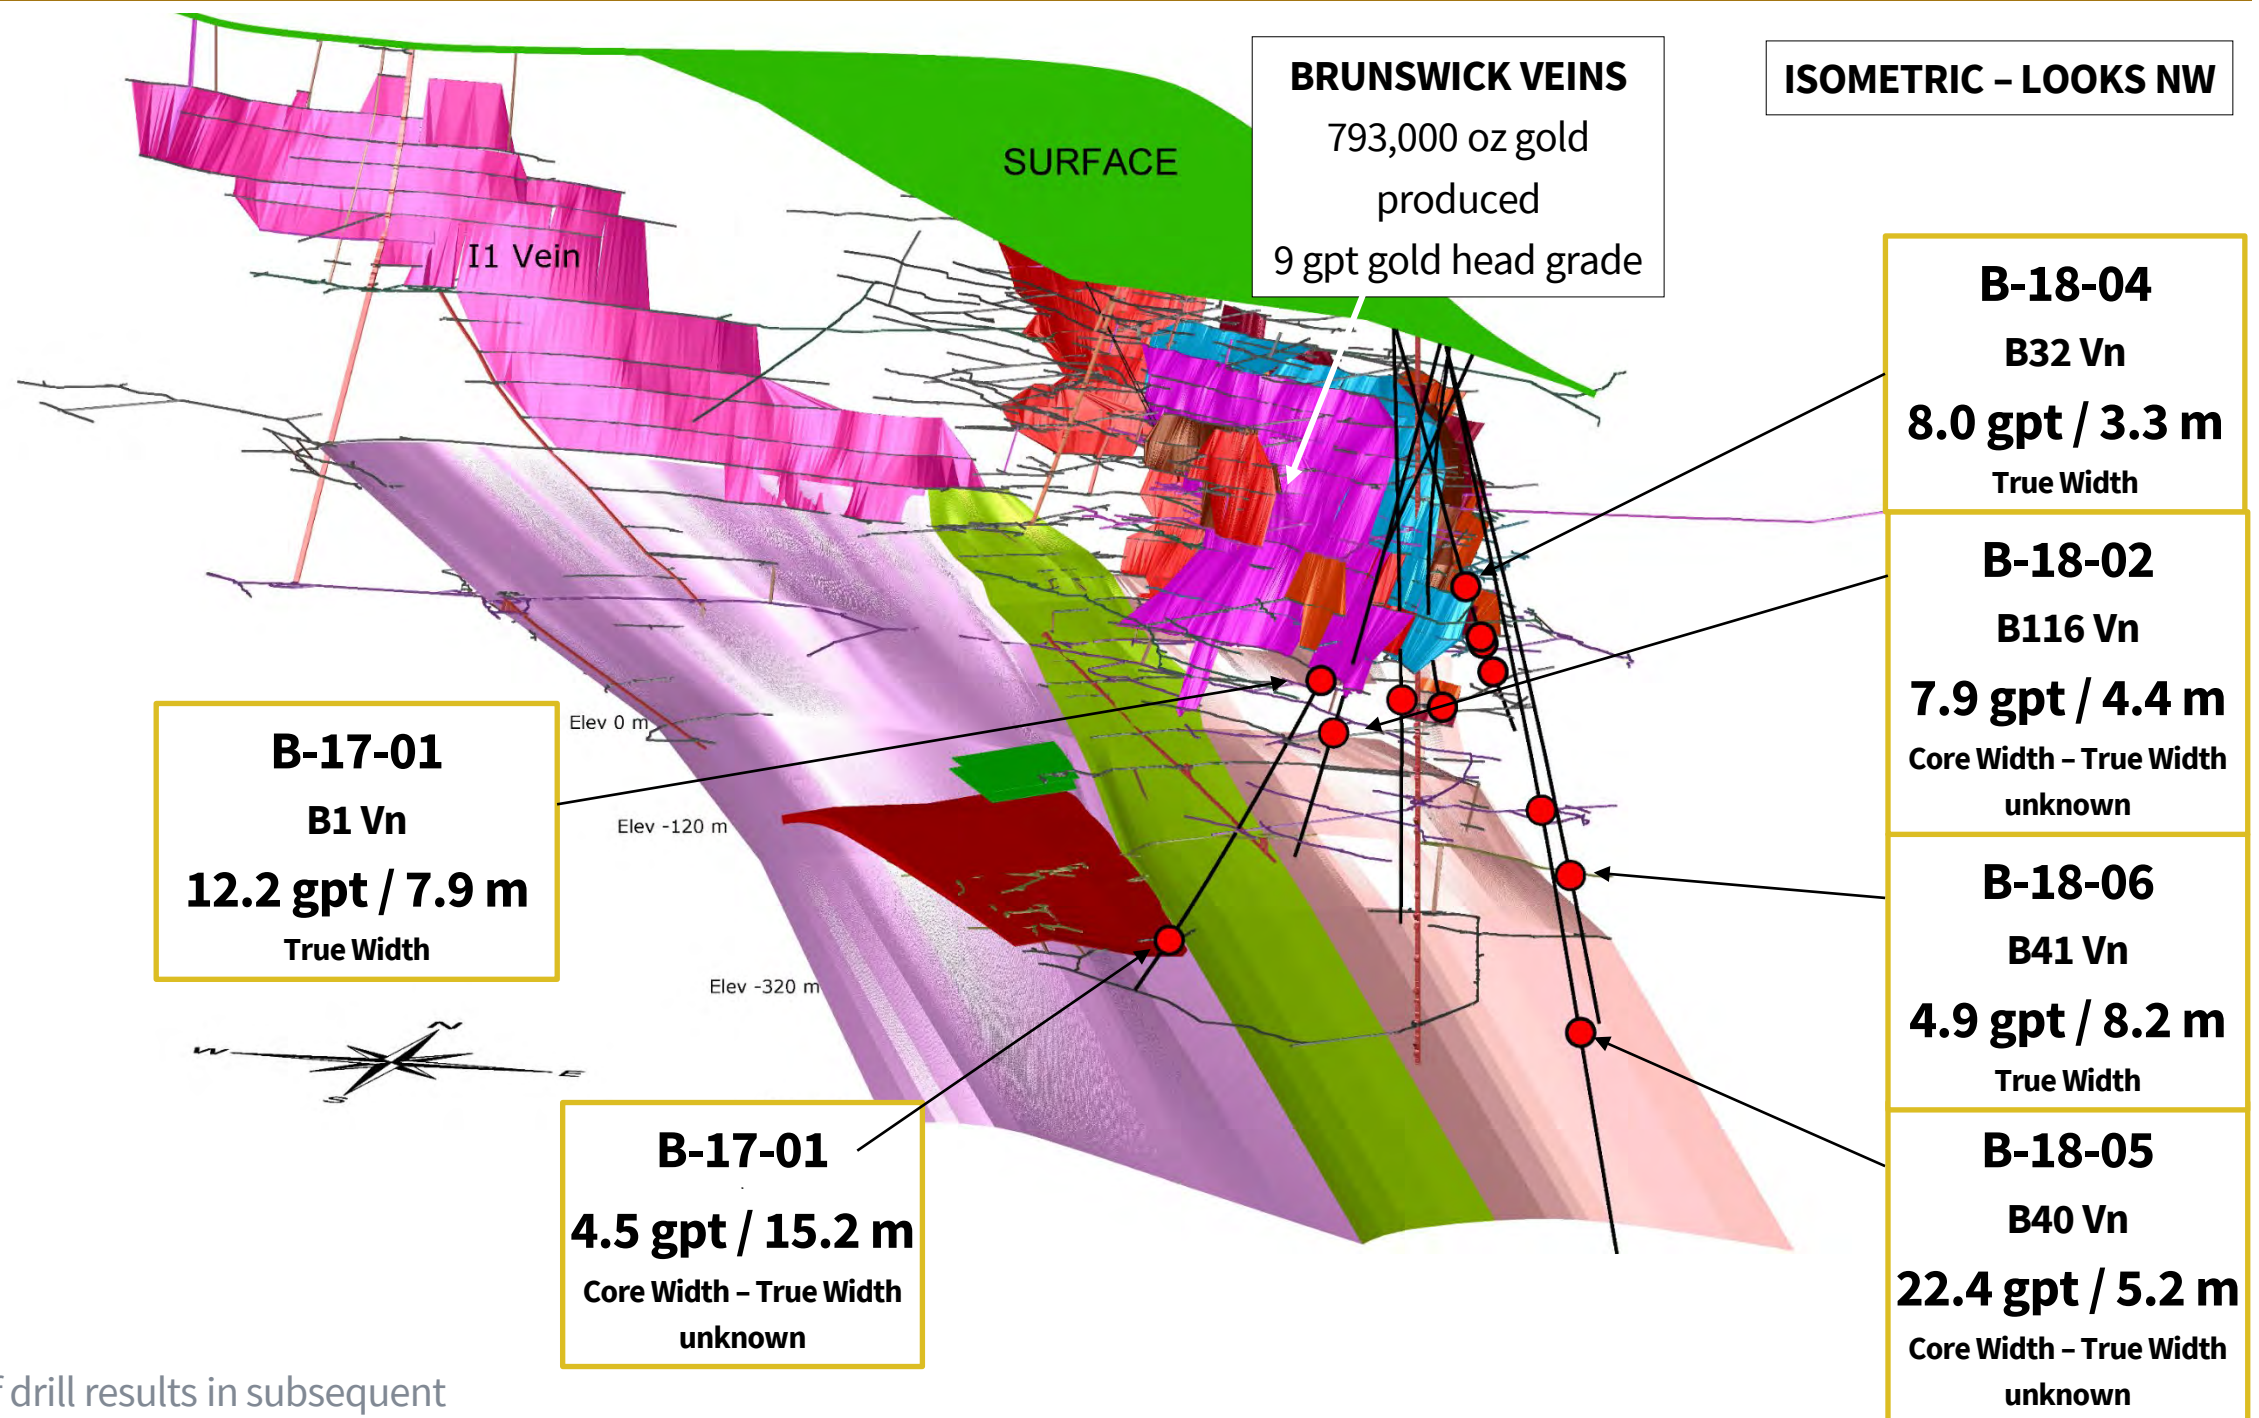 BRUNSWICK VEINS
793,000 oz gold
produced
9 gpt gold head grade
ISOMETRIC – LOOKS NW
SURFACE
I1 Vein
B-18-04
B32 Vn
8.0 gpt / 3.3 m
True Width
B-18-02
B116 Vn
7.9 gpt / 4.4 m
Core Width – True Width
unknown
B-18-06
B41 Vn
4.9 gpt / 8.2 m
True Width
B-18-05
B40 Vn
22.4 gpt / 5.2 m
Core Width – True Width
unknown
Elev 0 m
Elev -120 m
Elev -320 m
B-17-01
B1 Vn
12.2 gpt / 7.9 m
True Width
N
W
E
S
B-17-01
4.5 gpt / 15.2 m
Core Width – True Width
unknown
drill results in subsequent